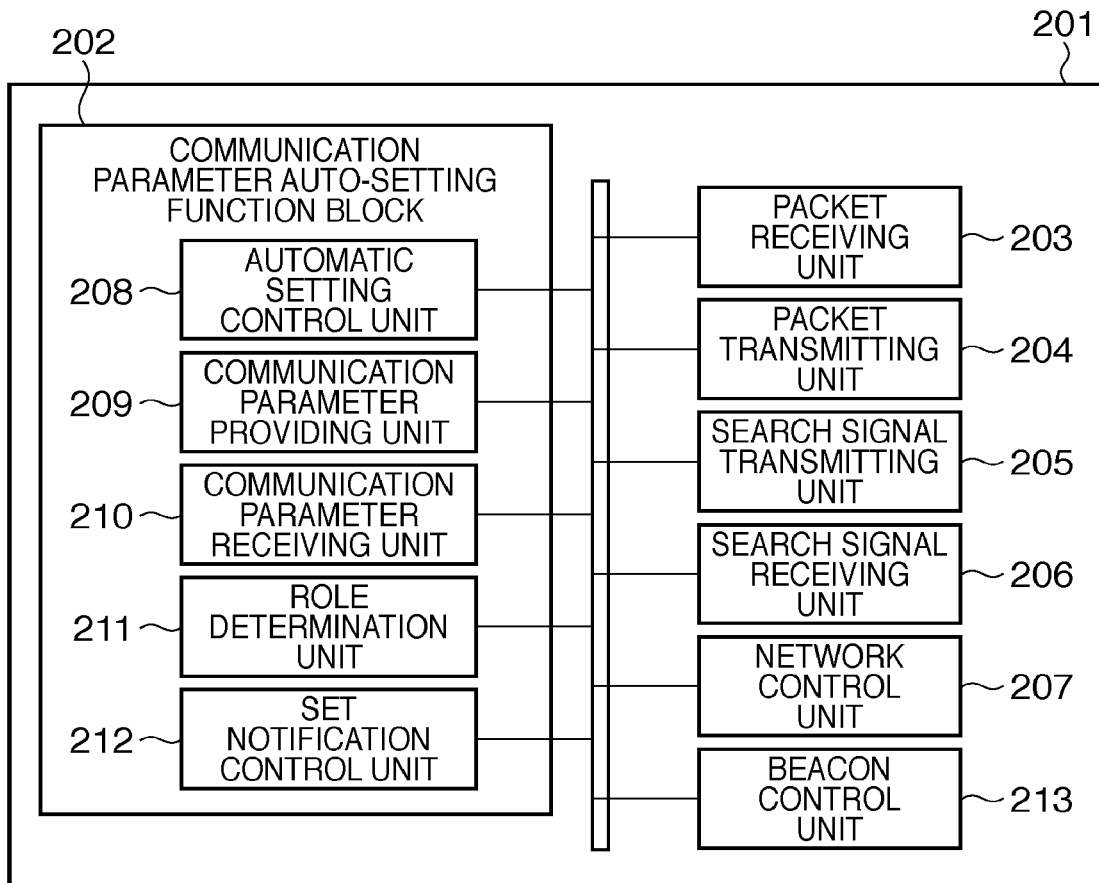 202
201
COMMUNICATION
PARAMETER AUTO-SETTING
FUNCTION BLOCK
208
AUTOMATIC
SETTING
CONTROL UNIT
209
COMMUNICATION
PARAMETER
PROVIDING UNIT
210
COMMUNICATION
PARAMETER
RECEIVING UNIT
211
ROLE
DETERMINATION
UNIT
212
SET
NOTIFICATION
CONTROL UNIT
PACKET
RECEIVING
UNIT
203
PACKET
TRANSMITTING
UNIT
204
SEARCH SIGNAL
TRANSMITTING
UNIT
205
SEARCH SIGNAL
RECEIVING
UNIT
206
NETWORK
CONTROL
UNIT
207
BEACON
CONTROL
UNIT
213